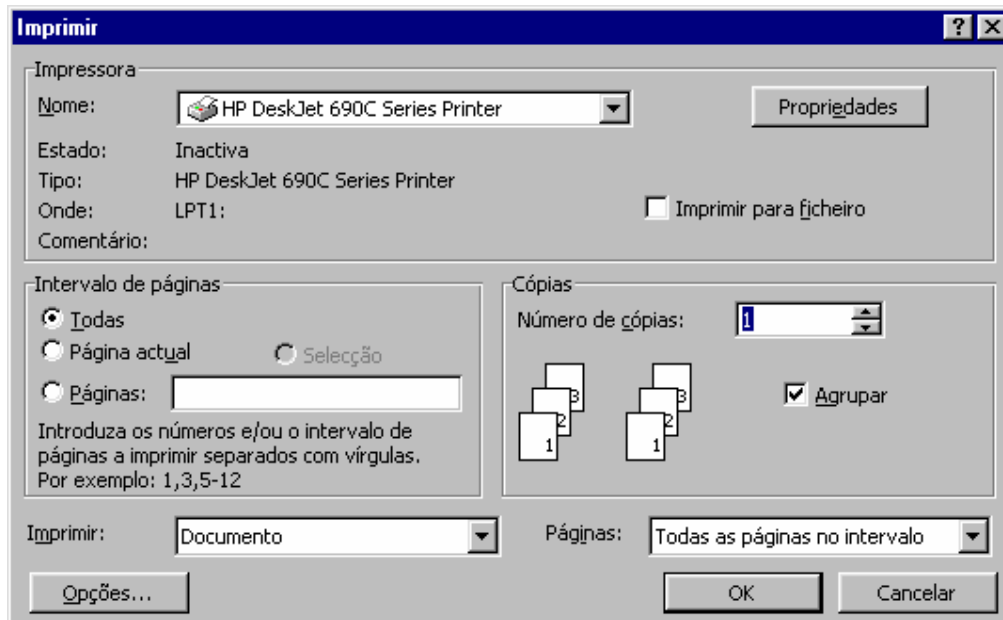 Imprimir
Impressora
Nome: HP DeskJet 690C Series Printer Propriedades
Estado: Inactiva
Tipo: HP DeskJet 690C Series Printer
Onde: LPT1: Imprimir para ficheiro
Comentário:
Intervalo de páginas
Todas
Página actual Selecção
Páginas:
Introduza os números e/ou o intervalo de
páginas a imprimir separados com vírgulas.
Por exemplo: 1,3,5-12
Cópias
Número de cópias: 1
3 3
2 2
1 1
Agrupar
Imprimir: Documento Páginas: Todas as páginas no intervalo
Opções... OK Cancelar